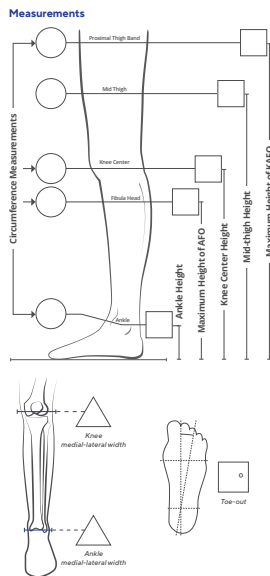 Measurements
Proximal Thigh Band
Mid Thigh
Knee Center
Fibula Head
Ankle
Circumference Measurements
Ankle Height
Maximum Height of AFO
Knee Center Height
Mid-thigh Height
Maximum Height of KAFO
Knee
medial-lateral width
Ankle
medial-lateral width
o
Toe-out